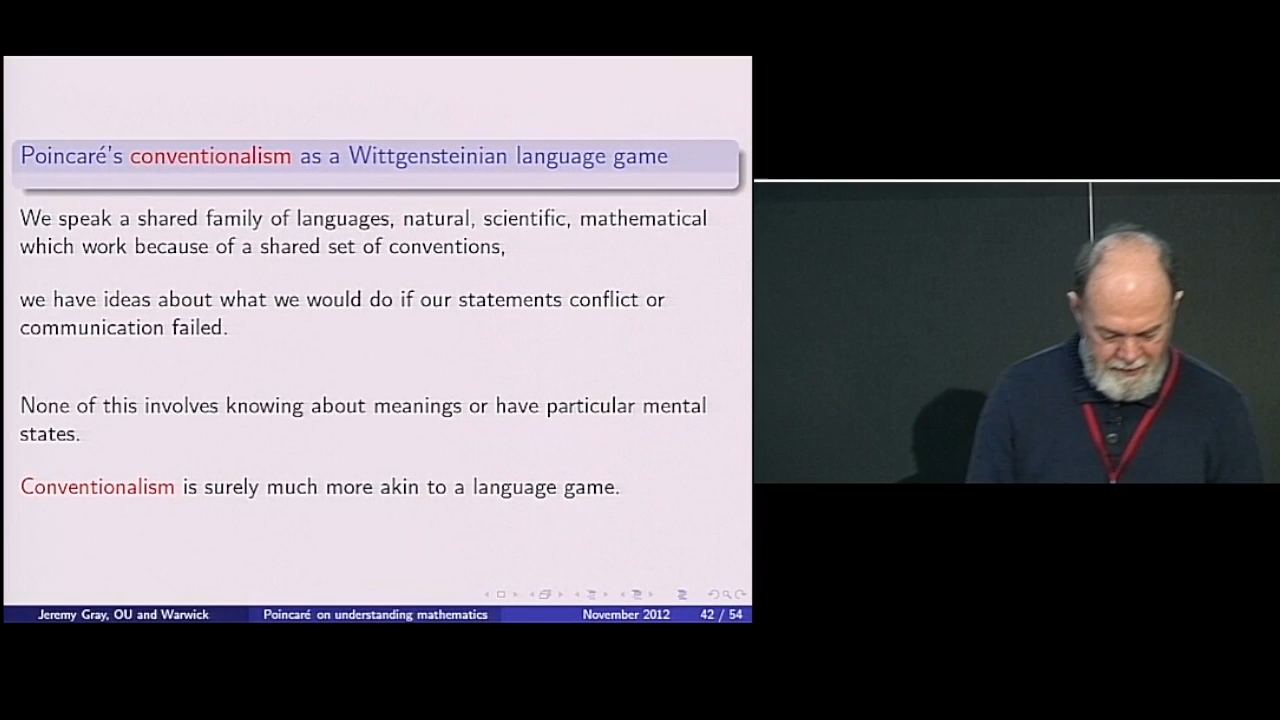 Poincaré's conventionalism as a Wittgensteinian language game
We speak a shared family of languages, natural, scientific, mathematical
which work because of a shared set of conventions,
we have ideas about what we would do if our statements conflict or
communication failed.
None of this involves knowing about meanings or have particular mental
states.
Conventionalism is surely much more akin to a language game.
Jeremy Gray, OU and Warwick
Poincaré on understanding mathematics
November 2012
42 / 54